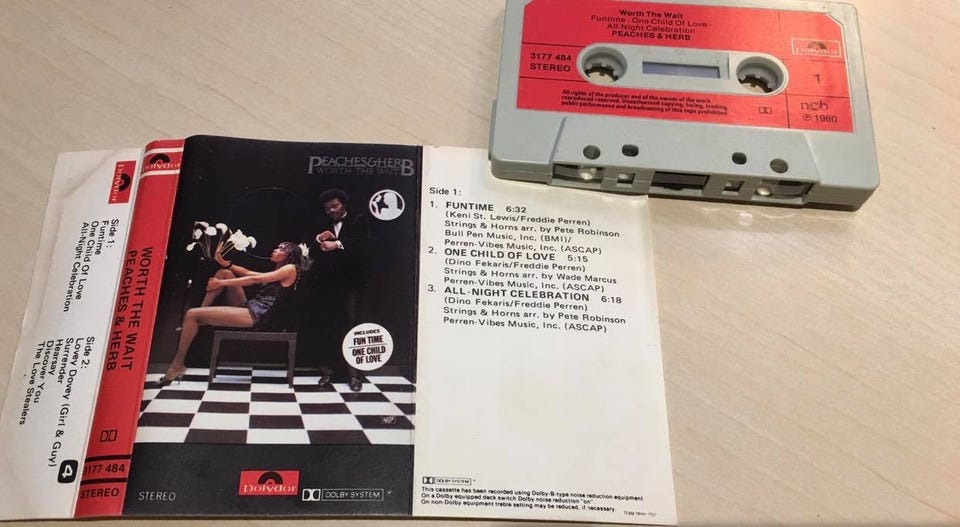 polydor
Side 1:
Funtime
One Child Of Love
All-Night Celebration
Side 2:
Lovey Dovey (Girl & Guy)
Surrender
Hearsay
Discover You
The Love Stealers
4
polydor
WORTH THE WAIT
PEACHES & HERB
3177 484
STEREO
PEACHES & HERB
WORTH THE WAIT
INCLUDES
FUN TIME
ONE CHILD
OF LOVE
polydor
STEREO
DOLBY SYSTEM
Side 1:
1. FUNTIME 6:32
(Keni St. Lewis/Freddie Perren)
Strings & Horns arr. by Pete Robinson
Bull Pen Music, Inc. (BMI)/
Perren-Vibes Music, Inc. (ASCAP)
2. ONE CHILD OF LOVE 5:15
(Dino Fekaris/Freddie Perren)
Strings & Horns arr. by Wade Marcus
Perren-Vibes Music, Inc. (ASCAP)
3. ALL-NIGHT CELEBRATION 6:18
(Dino Fekaris/Freddie Perren)
Strings & Horns arr. by Pete Robinson
Perren-Vibes Music, Inc. (ASCAP)
DOLBY SYSTEM
This cassette has been recorded using Dolby-B-type noise reduction equipment.
On a Dolby equipped deck switch Dolby noise reduction "on"
On non-Dolby equipment treble setting may be reduced, if necessary.
Worth The Wait
Funtime · One Child Of Love ·
All-Night Celebration
PEACHES & HERB
3177 484
STEREO
polydor
1
All rights of the producer and of the owner of the work
reproduced reserved. Unauthorised copying, hiring, lending,
public performance and broadcasting of this tape prohibited
ncb
℗ 1980